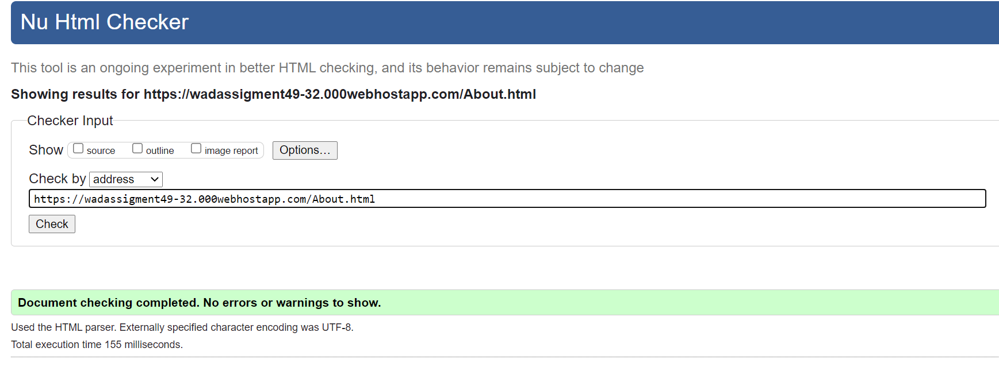 Nu Html Checker
This tool is an ongoing experiment in better HTML checking, and its behavior remains subject to change
Showing results for https://wadassigment49-32.000webhostapp.com/About.html
Checker Input
Show source outline image report Options...
Check by address
https://wadassigment49-32.000webhostapp.com/About.html
Check
Document checking completed. No errors or warnings to show.
Used the HTML parser. Externally specified character encoding was UTF-8.
Total execution time 155 milliseconds.